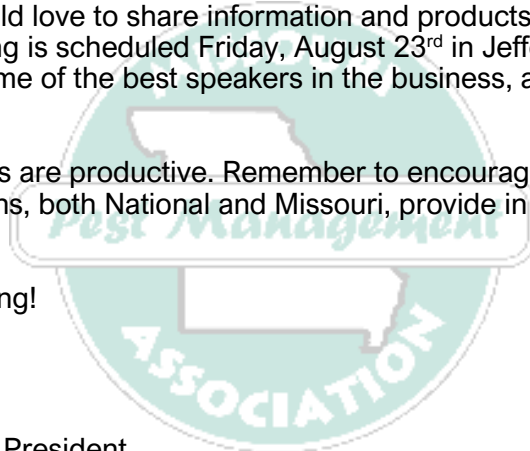 ld love to share information and products
ng is scheduled Friday, August 23rd in Jeff
me of the best speakers in the business, a
s are productive. Remember to encourag
ns, both National and Missouri, provide in
ng!
President
MISSOURI
Pest Management
ASSOCIATION